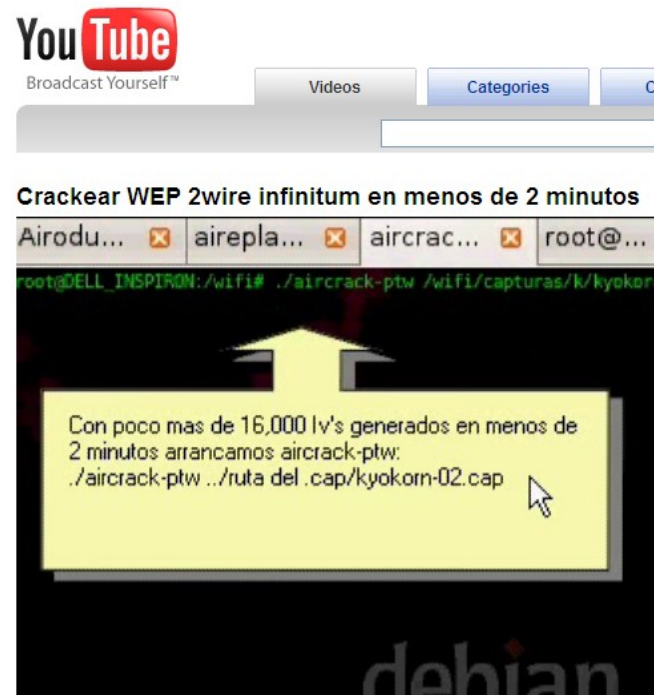 You Tube
Broadcast Yourself™
Videos
Categories
C
Crackear WEP 2wire infinitum en menos de 2 minutos
Airodu...
airepla...
aircrac...
root@...
root@DELL_INSPIRON:/wifi# ./aircrack-ptw /wifi/capturas/k/kyokor
Con poco mas de 16,000 Iv's generados en menos de
2 minutos arrancamos aircrack-ptw:
./aircrack-ptw ../ruta del .cap/kyokorn-02.cap
debian